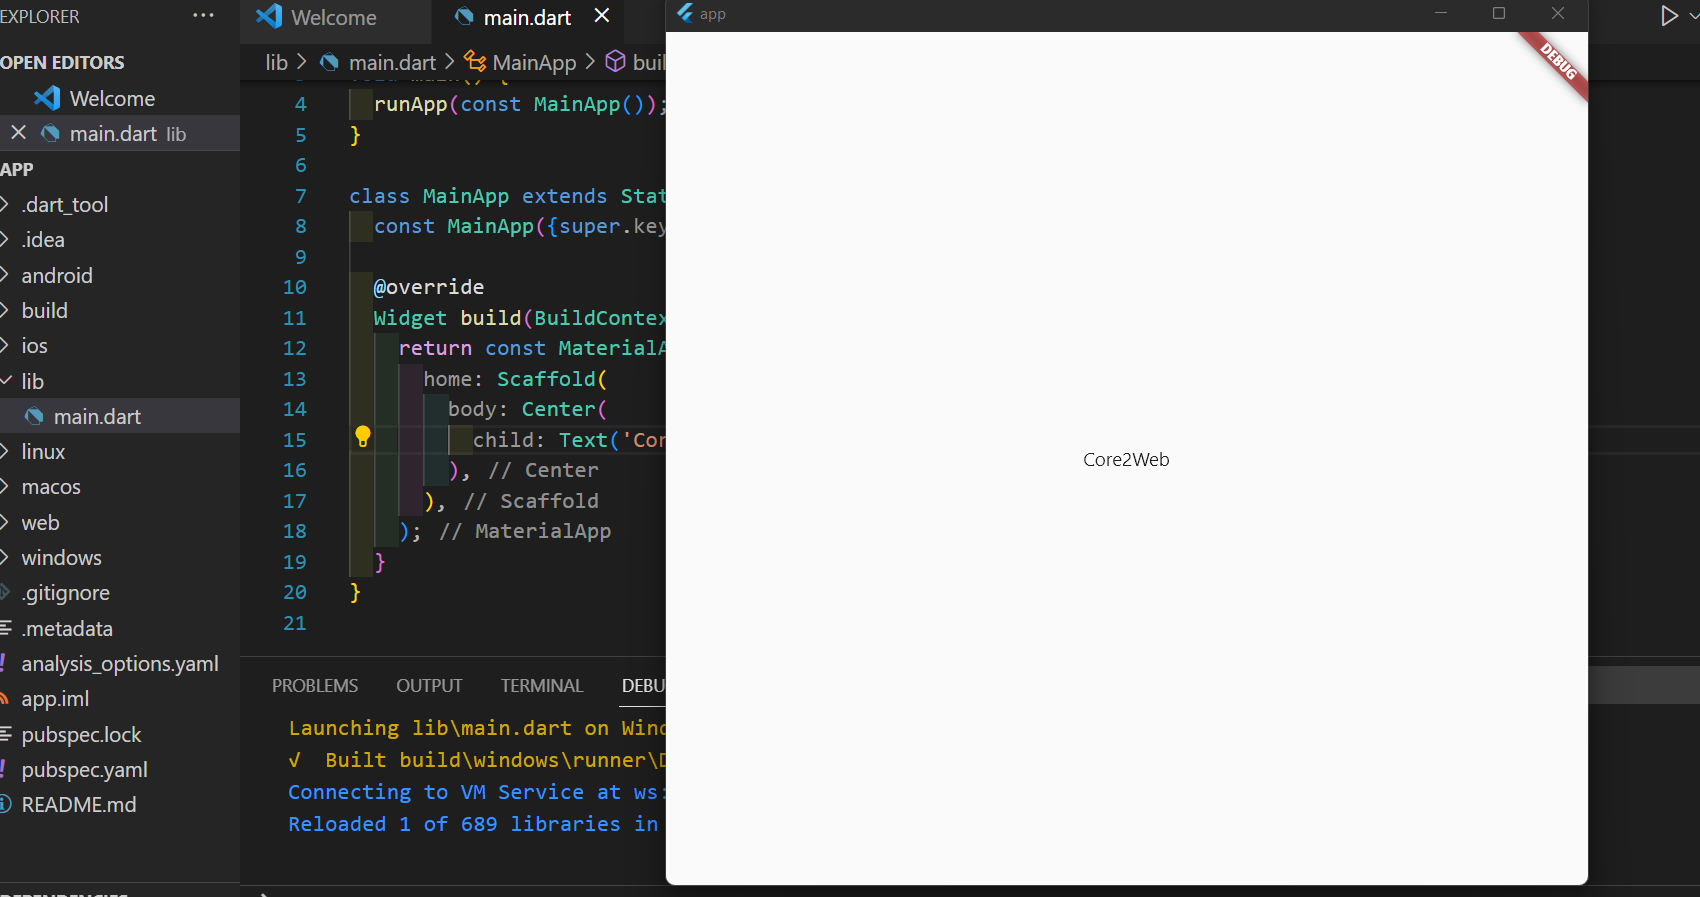 EXPLORER
OPEN EDITORS
Welcome
main.dart lib
APP
.dart_tool
.idea
android
build
ios
lib
main.dart
linux
macos
web
windows
.gitignore
.metadata
analysis_options.yaml
app.iml
pubspec.lock
pubspec.yaml
README.md
Welcome
main.dart
lib > main.dart > MainApp > buil
4 runApp(const MainApp());
5 }
6
7 class MainApp extends Stat
8 const MainApp({super.key
9
10 @override
11 Widget build(BuildContex
12 return const MaterialA
13 home: Scaffold(
14 body: Center(
15 child: Text('Cor
16 ), // Center
17 ), // Scaffold
18 ); // MaterialApp
19 }
20 }
21
PROBLEMS OUTPUT TERMINAL DEBU
Launching lib\main.dart on Wind
√ Built build\windows\runner\D
Connecting to VM Service at ws:
Reloaded 1 of 689 libraries in
app
DEBUG
Core2Web